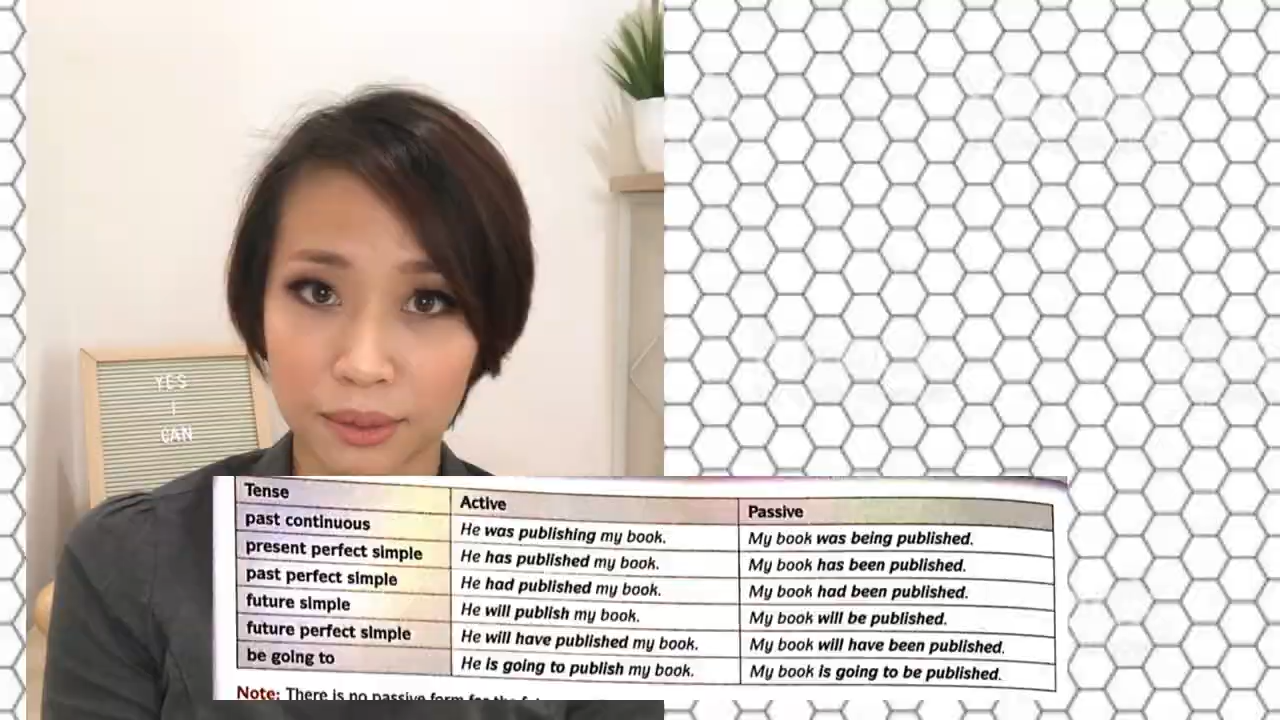 YES
I
CAN
Tense Active Passive
past continuous He was publishing my book. My book was being published.
present perfect simple He has published my book. My book has been published.
past perfect simple He had published my book. My book had been published.
future simple He will publish my book. My book will be published.
future perfect simple He will have published my book. My book will have been published.
be going to He is going to publish my book. My book is going to be published.
Note: There is no passive form for the